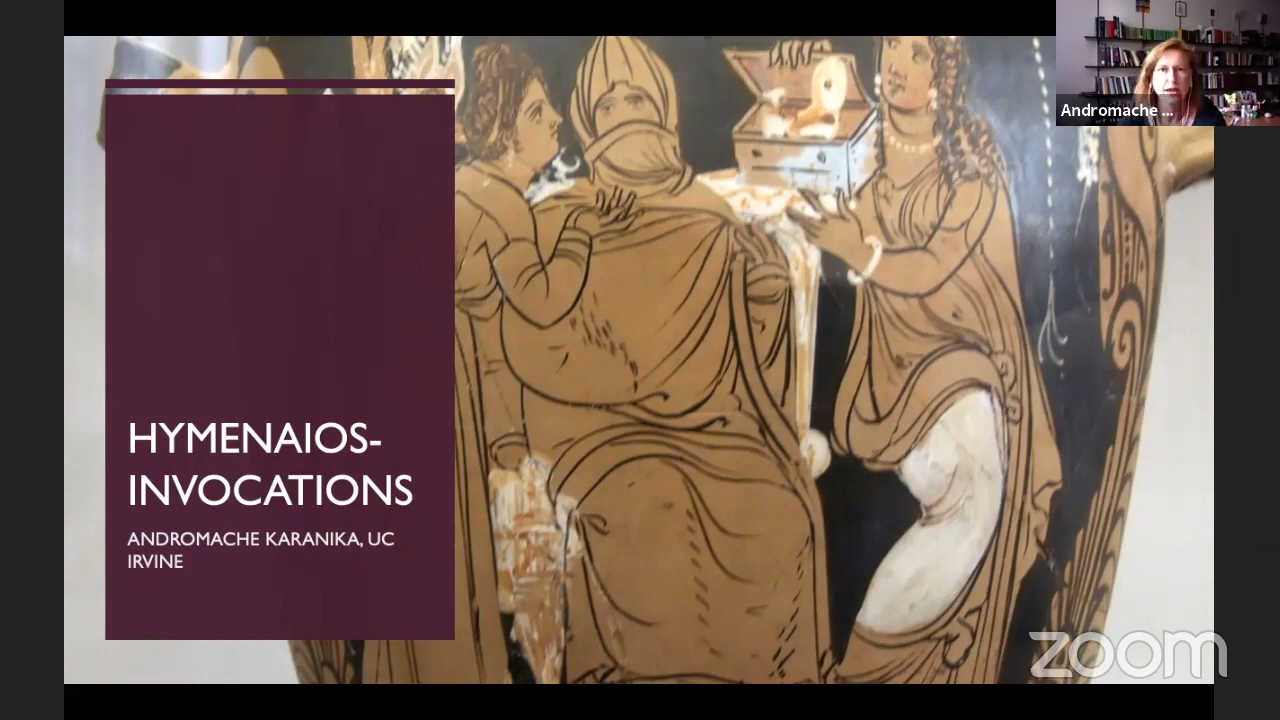 Andromache ...
HYMENAIOS-
INVOCATIONS
ANDROMACHE KARANIKA, UC
IRVINE
zoom